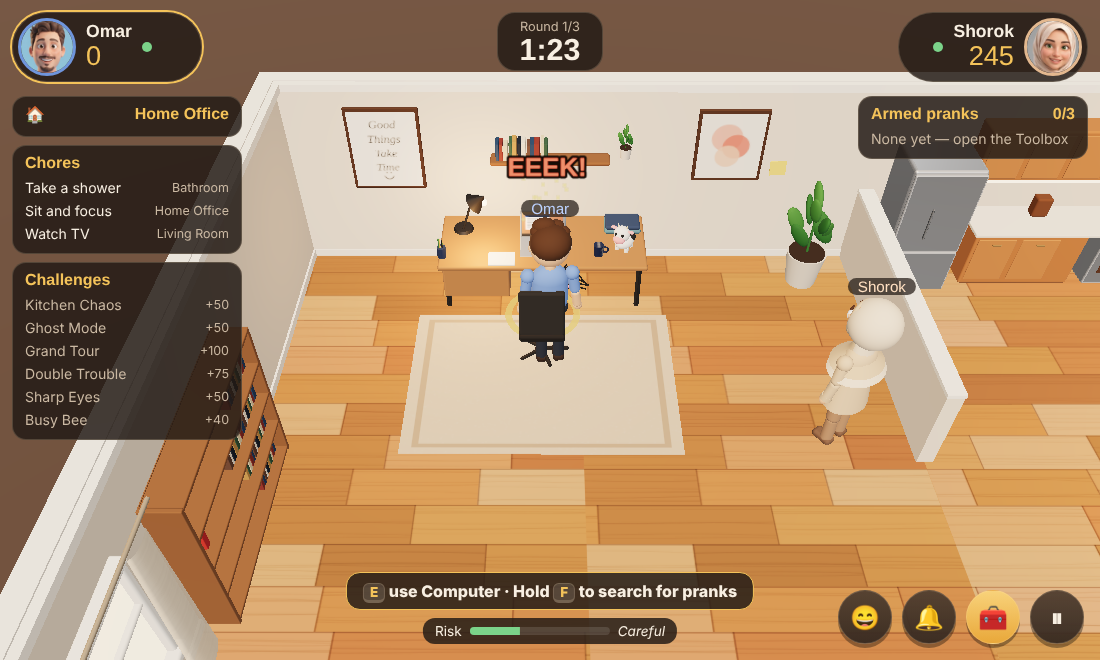 Omar
0
Round 1/3
1:23
Shorok
245
Home Office
Armed pranks 0/3
None yet — open the Toolbox
Chores
Take a shower Bathroom
Sit and focus Home Office
Watch TV Living Room
Challenges
Kitchen Chaos +50
Ghost Mode +50
Grand Tour +100
Double Trouble +75
Sharp Eyes +50
Busy Bee +40
Good
Things
Take
Time
EEEK!
Omar
Shorok
E use Computer · Hold F to search for pranks
Risk Careful